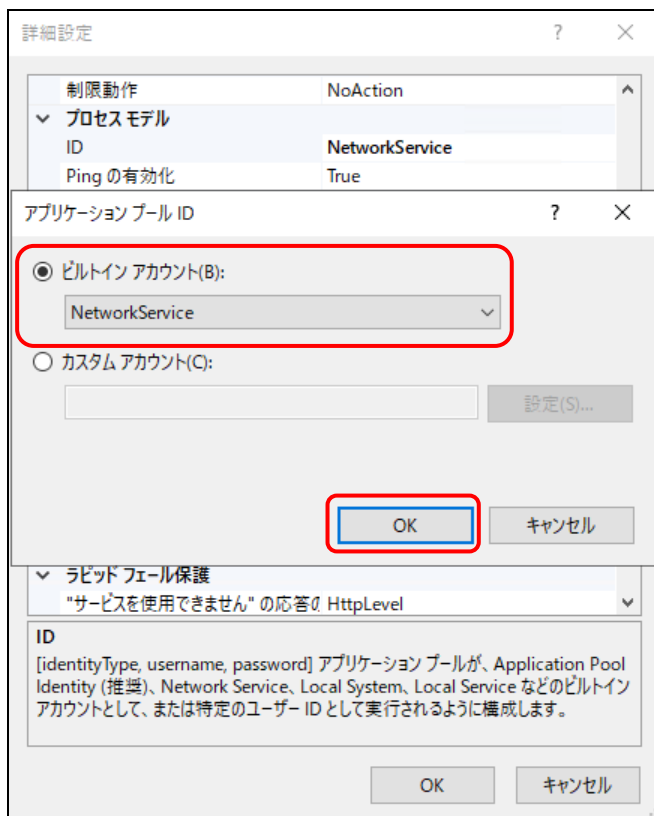 詳細設定
制限動作 NoAction
プロセス モデル
ID NetworkService
Ping の有効化 True
アプリケーション プール ID
ビルトイン アカウント(B):
NetworkService
カスタム アカウント(C):
設定(S)...
OK キャンセル
ラピッド フェール保護
"サービスを使用できません" の応答の HttpLevel
ID
[identityType, username, password] アプリケーション プールが、Application Pool
Identity (推奨)、Network Service、Local System、Local Service などのビルトイン
アカウントとして、または特定のユーザー ID として実行されるように構成します。
OK キャンセル